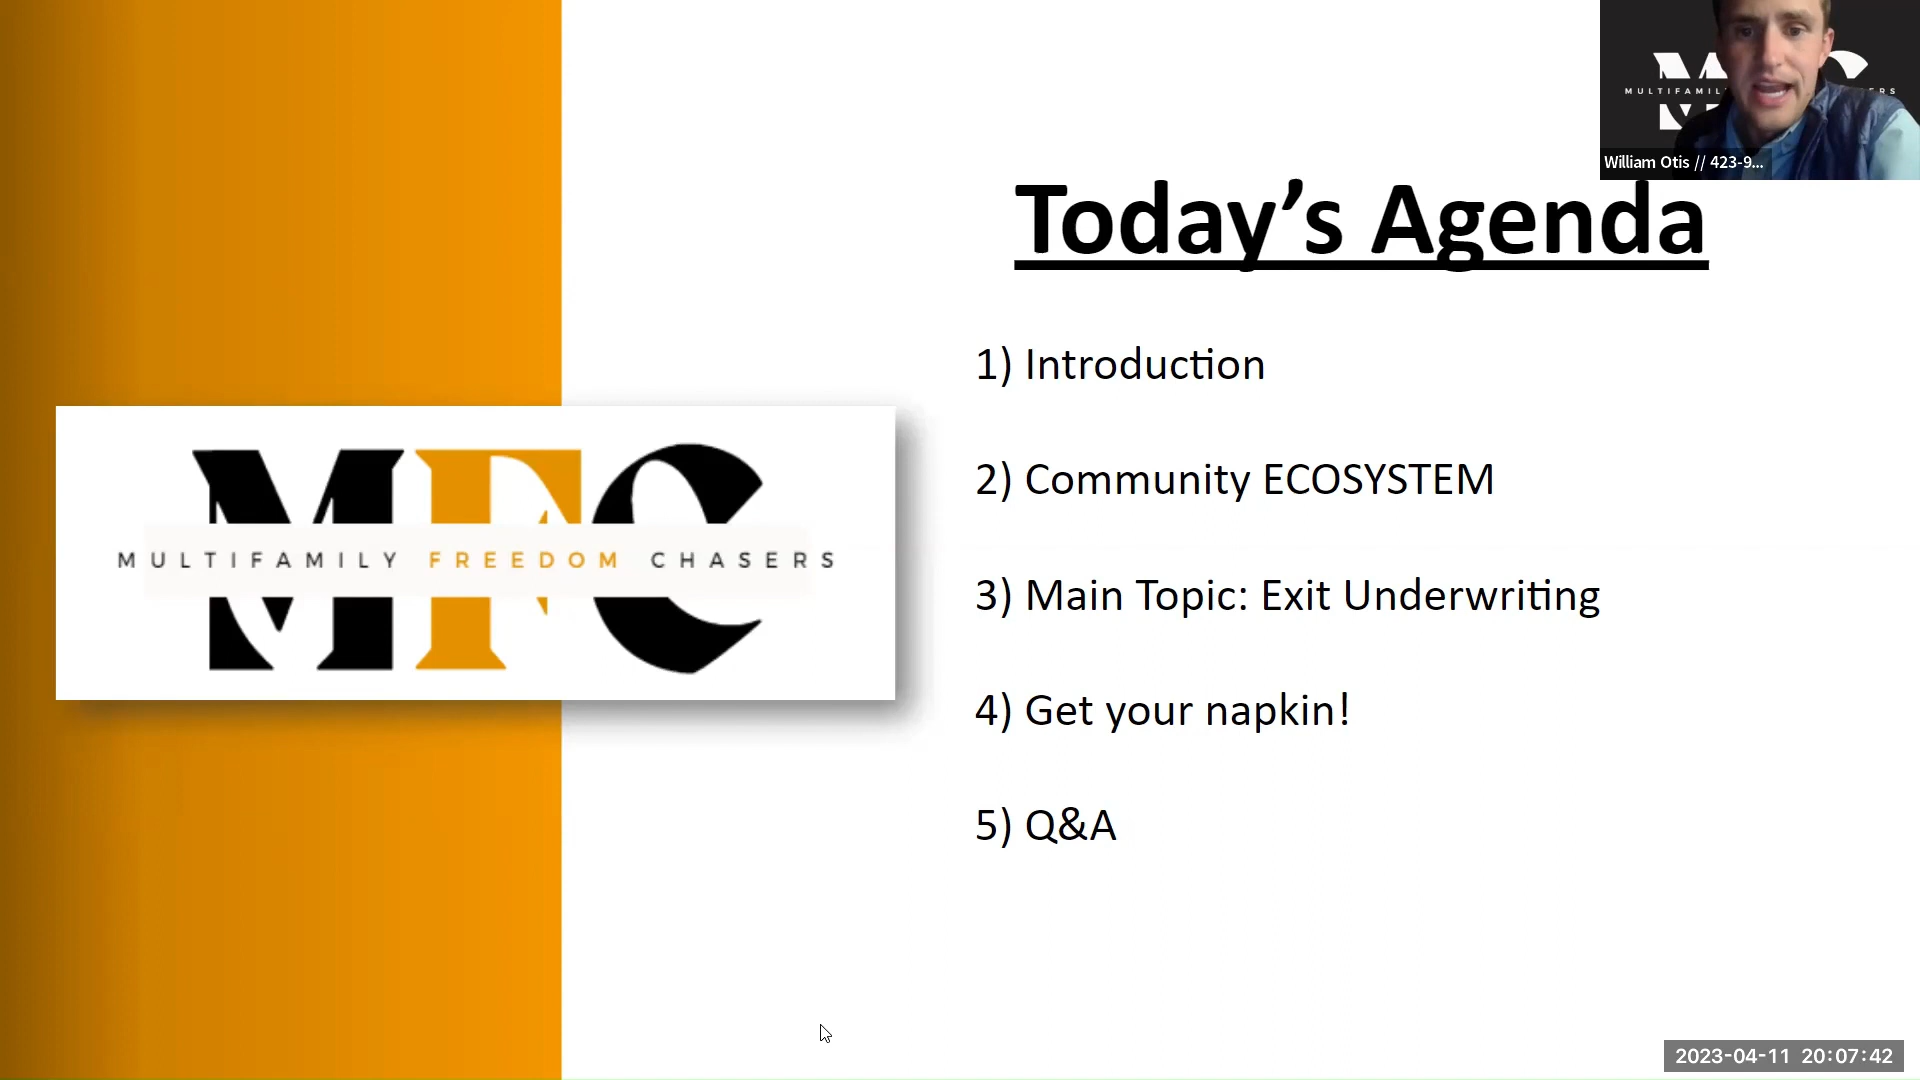 William Otis // 423-9...
Today’s Agenda
1) Introduction
2) Community ECOSYSTEM
3) Main Topic: Exit Underwriting
4) Get your napkin!
5) Q&A
MFC
MULTIFAMILY FREEDOM CHASERS
2023-04-11 20:07:42